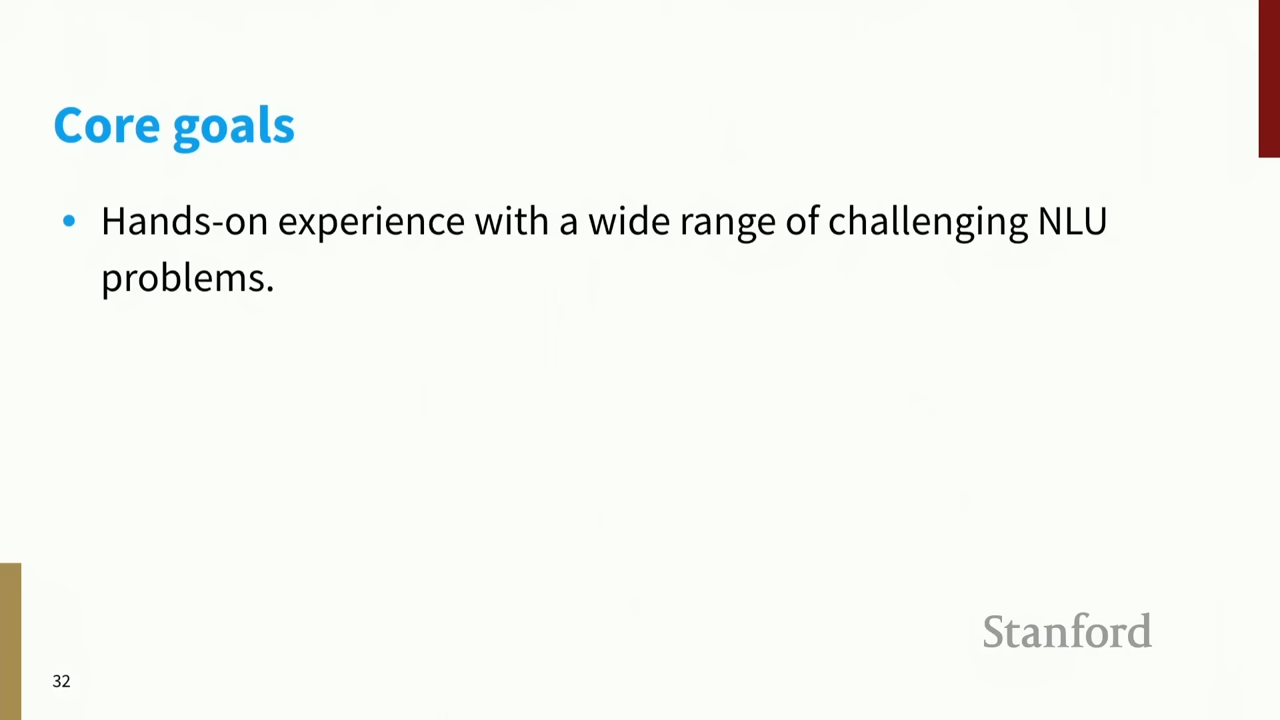 Core goals
• Hands-on experience with a wide range of challenging NLU
problems.
Stanford
32